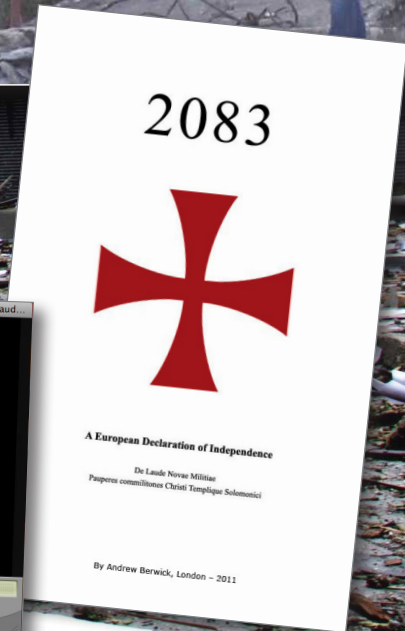 2083
A European Declaration of Independence
De Laude Novae Militiae
Pauperes commilitones Christi Templique Solomonici
By Andrew Berwick, London – 2011
aud...